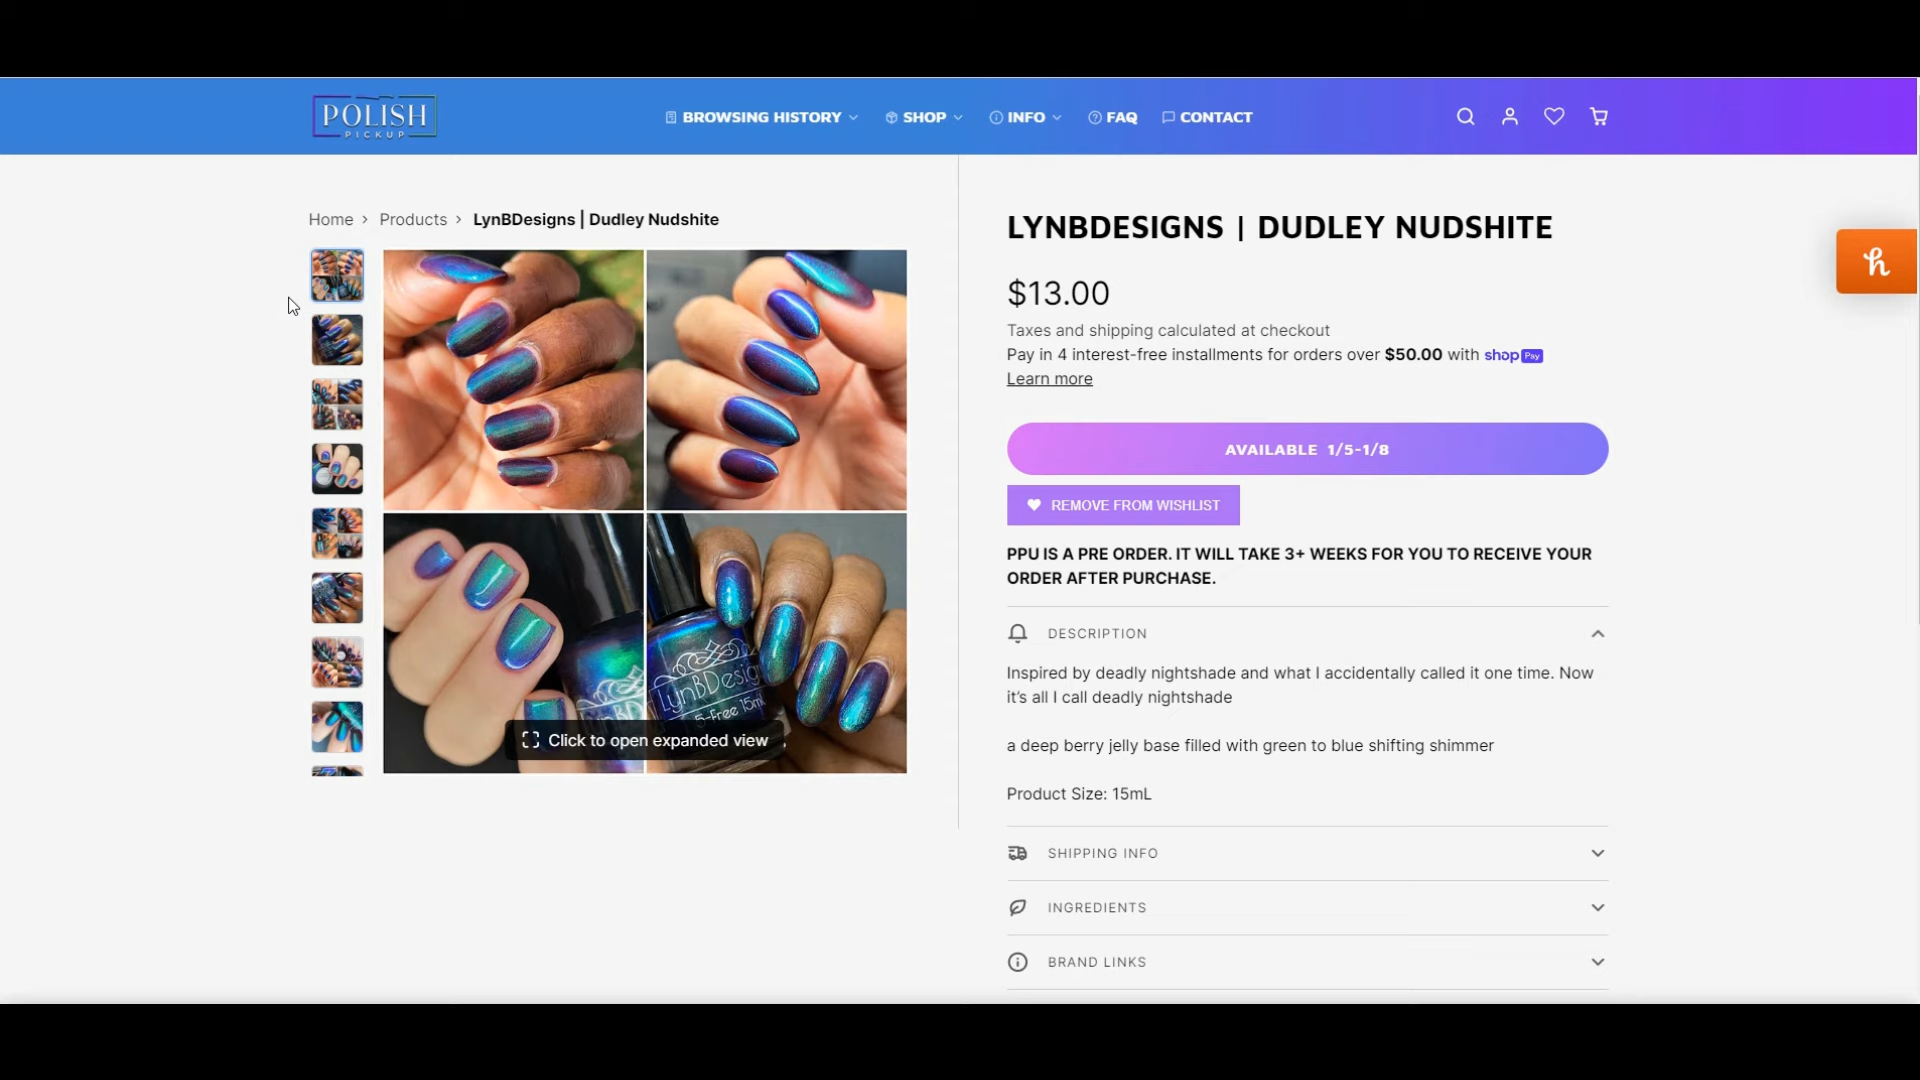 POLISH
PICKUP
BROWSING HISTORY
SHOP
INFO
FAQ
CONTACT
Home > Products > LynBDesigns | Dudley Nudshite
LYNBDESIGNS | DUDLEY NUDSHITE
$13.00
Taxes and shipping calculated at checkout
Pay in 4 interest-free installments for orders over $50.00 with shop Pay
Learn more
AVAILABLE 1/5-1/8
REMOVE FROM WISHLIST
PPU IS A PRE ORDER. IT WILL TAKE 3+ WEEKS FOR YOU TO RECEIVE YOUR
ORDER AFTER PURCHASE.
DESCRIPTION
Inspired by deadly nightshade and what I accidentally called it one time. Now
it’s all I call deadly nightshade
a deep berry jelly base filled with green to blue shifting shimmer
Product Size: 15mL
SHIPPING INFO
INGREDIENTS
BRAND LINKS
LynBDesig
5-Free 15m
Click to open expanded view